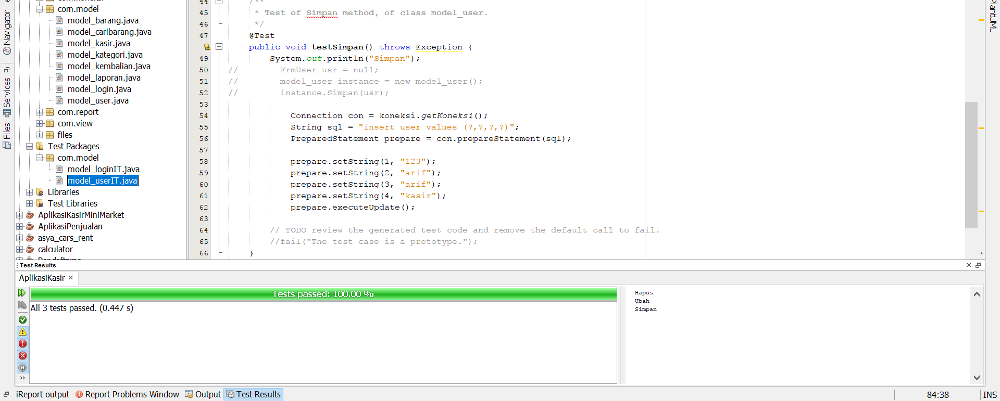 Navigator
Services
Files
com.model
model_barang.java
model_caribarang.java
model_kasir.java
model_kategori.java
model_kembalian.java
model_laporan.java
model_login.java
model_user.java
com.report
com.view
files
Test Packages
com.model
model_loginIT.java
model_userIT.java
Libraries
Test Libraries
AplikasiKasirMiniMarket
AplikasiPenjualan
asya_cars_rent
calculator
44 /**
45 * Test of Simpan method, of class model_user.
46 */
47 @Test
public void testSimpan() throws Exception {
49 System.out.println("Simpan");
50 // FrmUser usr = null;
51 // model_user instance = new model_user();
52 // instance.Simpan(usr);
53
54 Connection con = koneksi.getKoneksi();
55 String sql = "insert user values (?,?,?,?)";
56 PreparedStatement prepare = con.prepareStatement(sql);
57
58 prepare.setString(1, "123");
59 prepare.setString(2, "arif");
60 prepare.setString(3, "arif");
61 prepare.setString(4, "kasir");
62 prepare.executeUpdate();
63
64 // TODO review the generated test code and remove the default call to fail.
65 //fail("The test case is a prototype.");
66 }
PlantUML
Test Results
AplikasiKasir
Tests passed: 100.00 %
All 3 tests passed. (0.447 s)
Hapus
Ubah
Simpan
iReport output
Report Problems Window
Output
Test Results
84:38
INS